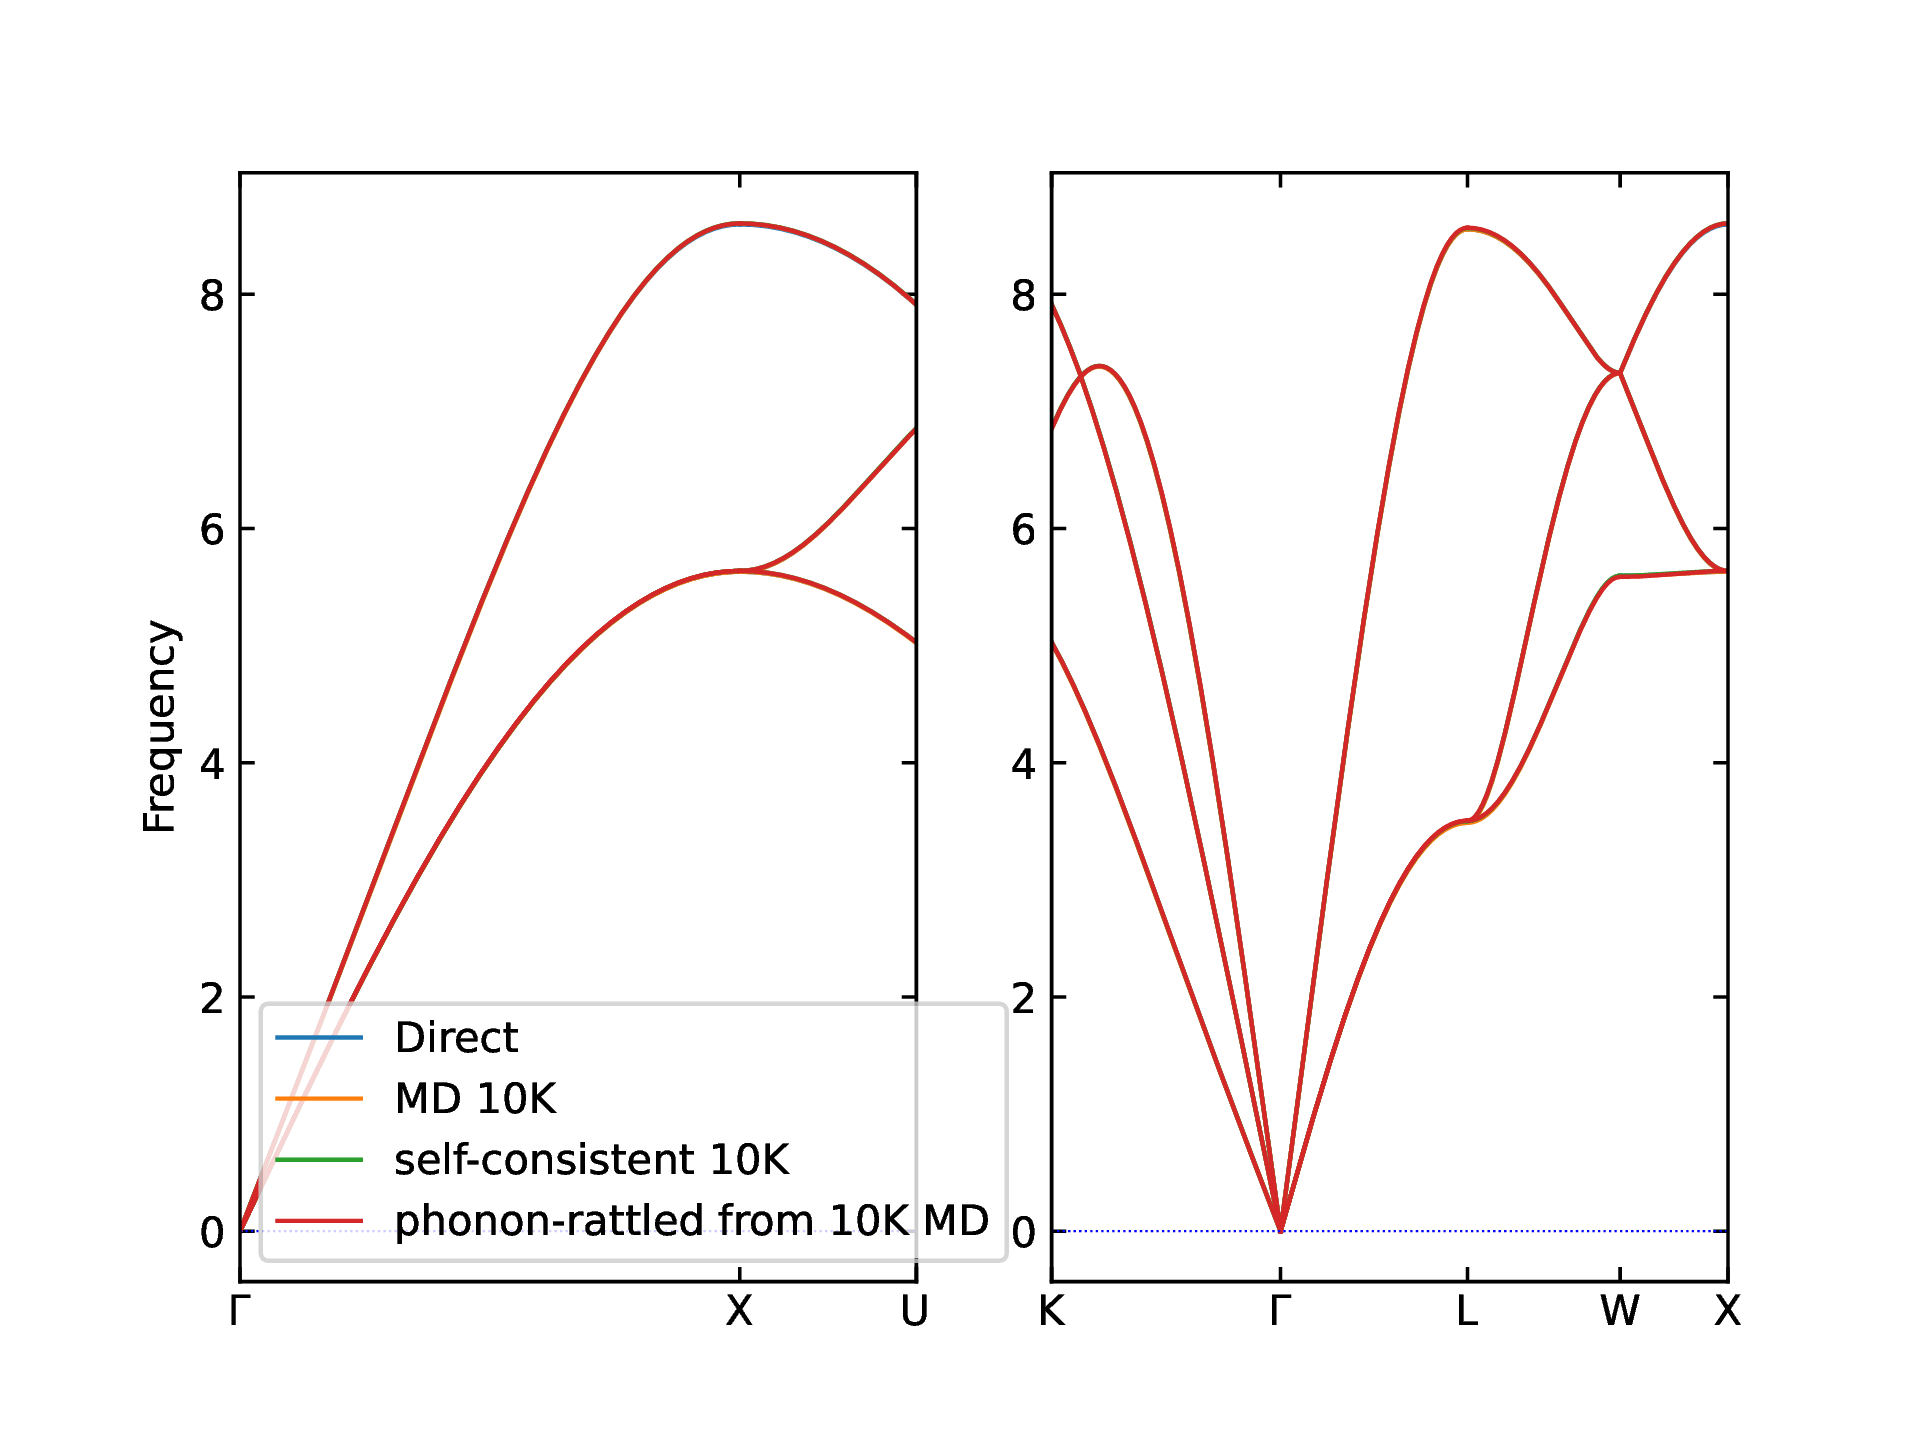 Frequency
8
6
4
2
0
Γ
X
U
Direct
MD 10K
self-consistent 10K
phonon-rattled from 10K MD
8
6
4
2
0
K
Γ
L
W
X